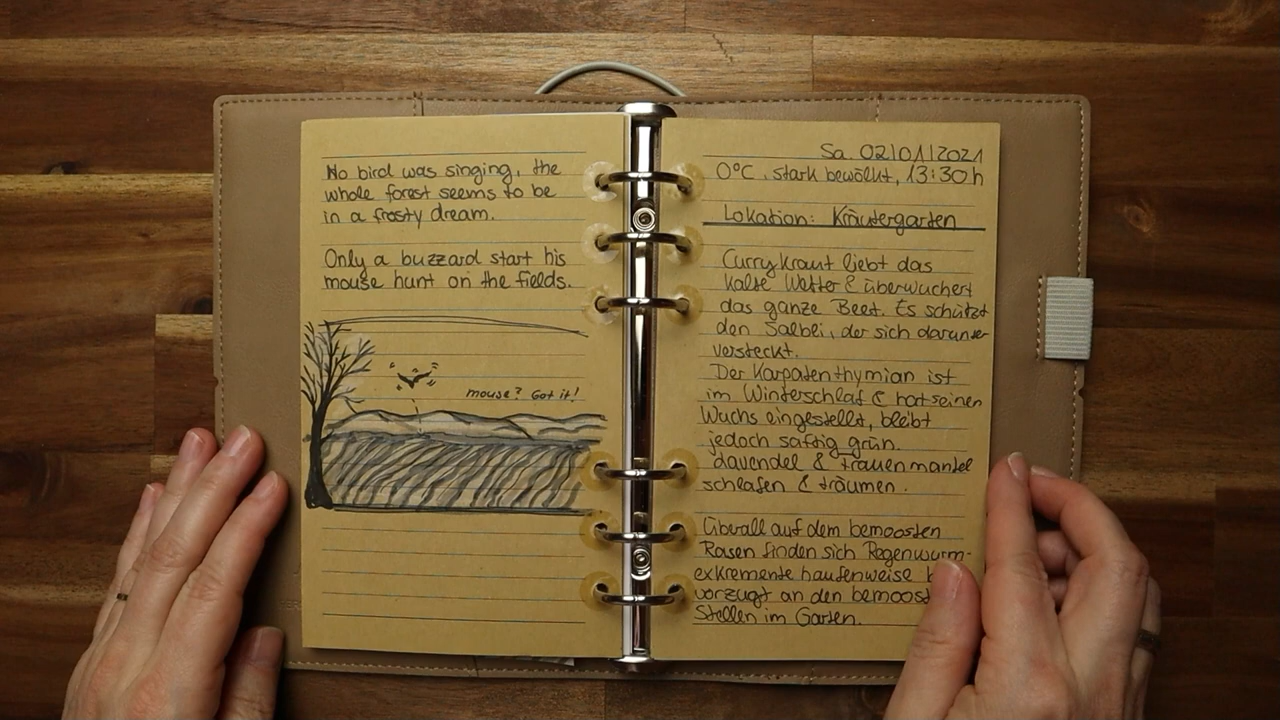 No bird was singing, the
whole forest seems to be
in a frosty dream.
Only a buzzard start his
mouse hunt on the fields.
mouse? Got it!
Sa. 02/01/2021
0°C, stark bewölkt, 13:30h
Lokation: Kräutergarten
Currykraut liebt das
kalte Wetter & überwuchert
das ganze Beet. Es schützt
den Salbei, der sich darunter
versteckt.
Der Karpatenthymian ist
im Winterschlaf & hat seinen
Wuchs eingestellt, bleibt
jedoch saftig grün.
Lavendel & Frauenmantel
schlafen & träumen.
Überall auf dem bemoosten
Rasen finden sich Regenwurm-
exkremente haufenweise b
vorzugt an den bemoost
Stellen im Garten.